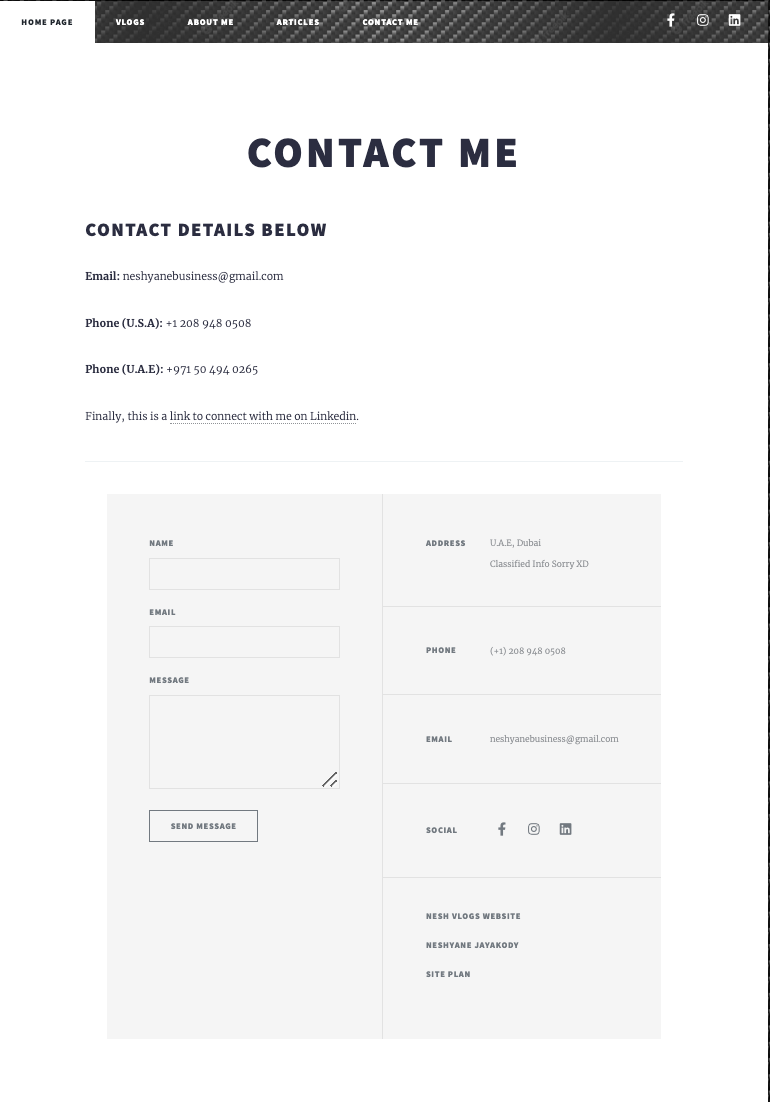 HOME PAGE VLOGS ABOUT ME ARTICLES CONTACT ME
CONTACT ME
CONTACT DETAILS BELOW
Email: neshyanebusiness@gmail.com
Phone (U.S.A): +1 208 948 0508
Phone (U.A.E): +971 50 494 0265
Finally, this is a link to connect with me on Linkedin.
NAME
EMAIL
MESSAGE
SEND MESSAGE
ADDRESS U.A.E, Dubai
Classified Info Sorry XD
PHONE (+1) 208 948 0508
EMAIL neshyanebusiness@gmail.com
SOCIAL
NESH VLOGS WEBSITE
NESHYANE JAYAKODY
SITE PLAN